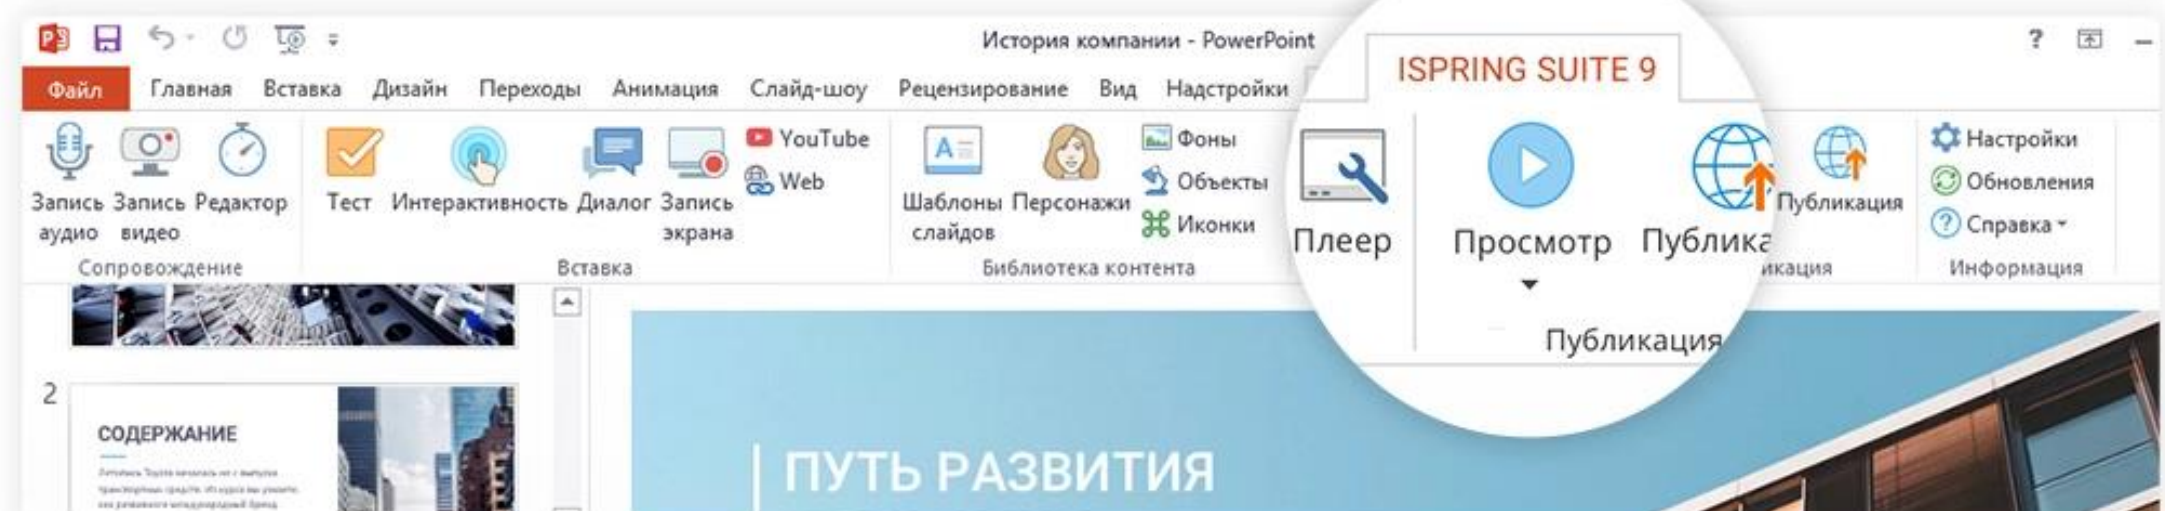 История компании - PowerPoint
ISPRING SUITE 9
Файл Главная Вставка Дизайн Переходы Анимация Слайд-шоу Рецензирование Вид Надстройки
Запись аудио
Запись видео
Редактор
Сопровождение
Тест
Интерактивность
Диалог
Запись экрана
YouTube
Web
Вставка
Шаблоны слайдов
Персонажи
Фоны
Объекты
Иконки
Библиотека контента
Плеер
Просмотр
Публика
Публикация
Публикация
икация
Настройки
Обновления
Справка
Информация
2
СОДЕРЖАНИЕ
ПУТЬ РАЗВИТИЯ